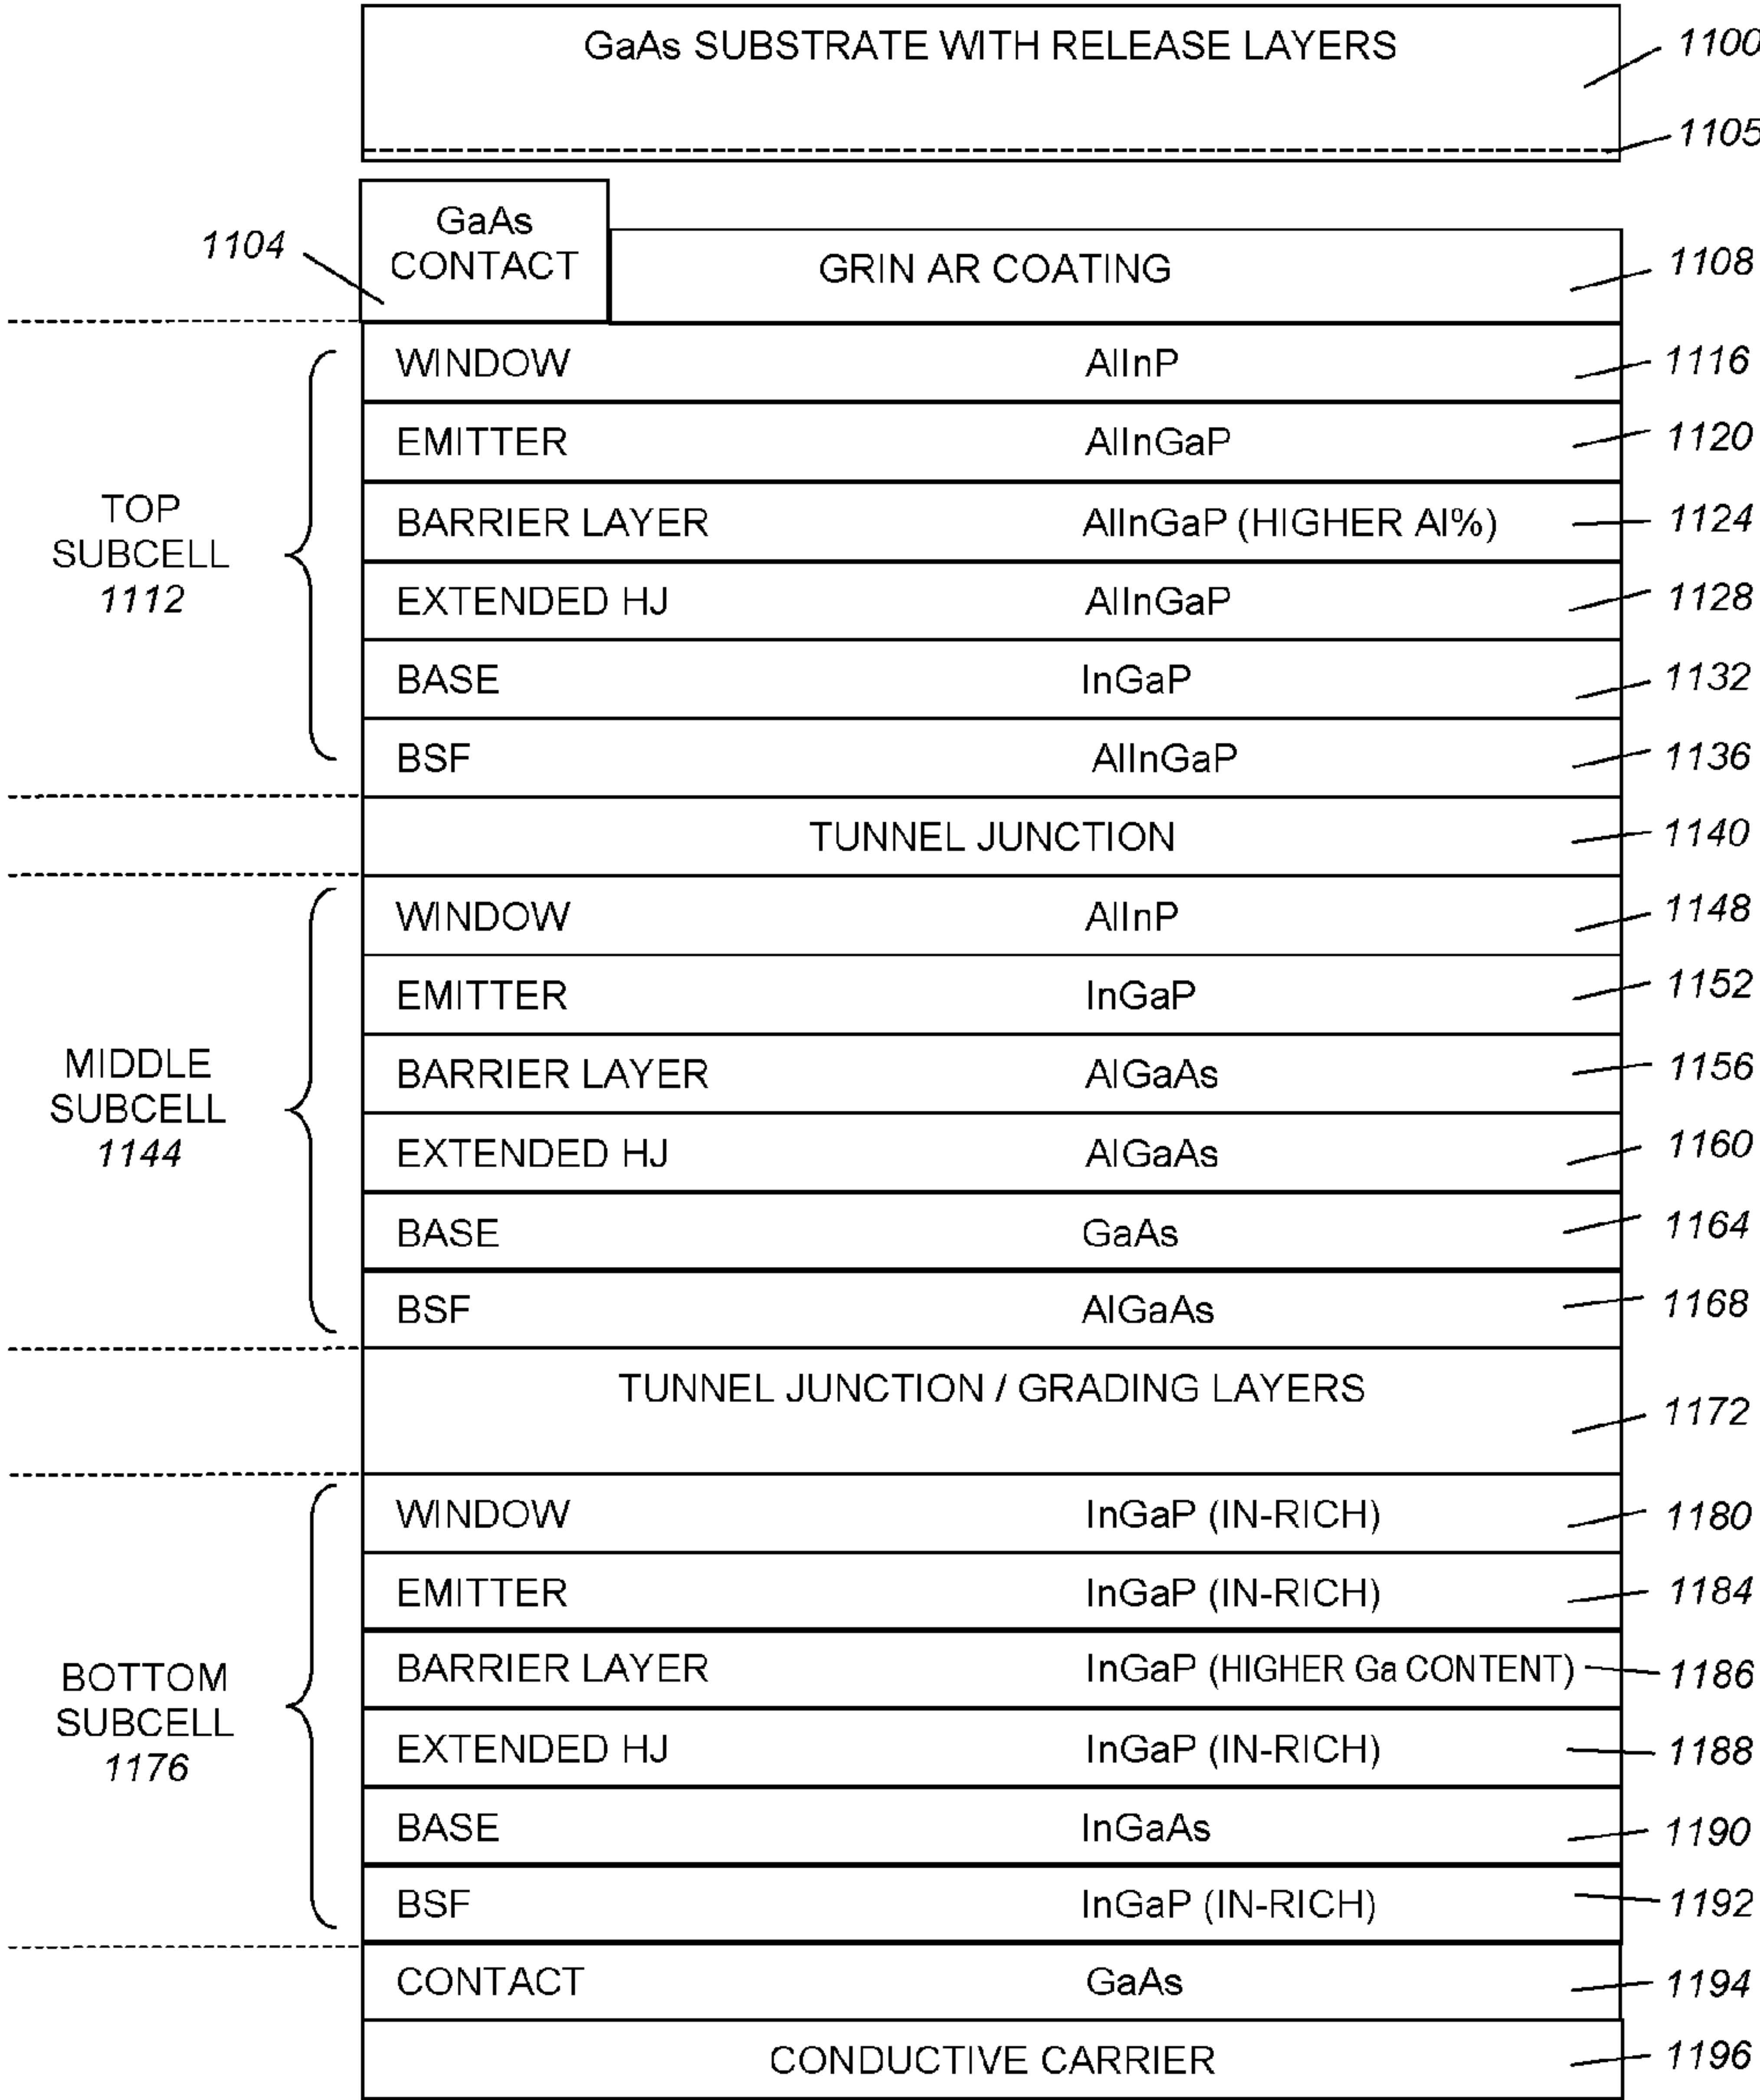 GaAs SUBSTRATE WITH RELEASE LAYERS 1100
1105
1104 GaAs
CONTACT
GRIN AR COATING 1108
TOP
SUBCELL
1112
WINDOW AlInP 1116
EMITTER AlInGaP 1120
BARRIER LAYER AlInGaP (HIGHER Al%) 1124
EXTENDED HJ AlInGaP 1128
BASE InGaP 1132
BSF AlInGaP 1136
TUNNEL JUNCTION 1140
MIDDLE
SUBCELL
1144
WINDOW AlInP 1148
EMITTER InGaP 1152
BARRIER LAYER AlGaAs 1156
EXTENDED HJ AlGaAs 1160
BASE GaAs 1164
BSF AlGaAs 1168
TUNNEL JUNCTION / GRADING LAYERS 1172
BOTTOM
SUBCELL
1176
WINDOW InGaP (IN-RICH) 1180
EMITTER InGaP (IN-RICH) 1184
BARRIER LAYER InGaP (HIGHER Ga CONTENT) 1186
EXTENDED HJ InGaP (IN-RICH) 1188
BASE InGaAs 1190
BSF InGaP (IN-RICH) 1192
CONTACT GaAs 1194
CONDUCTIVE CARRIER 1196